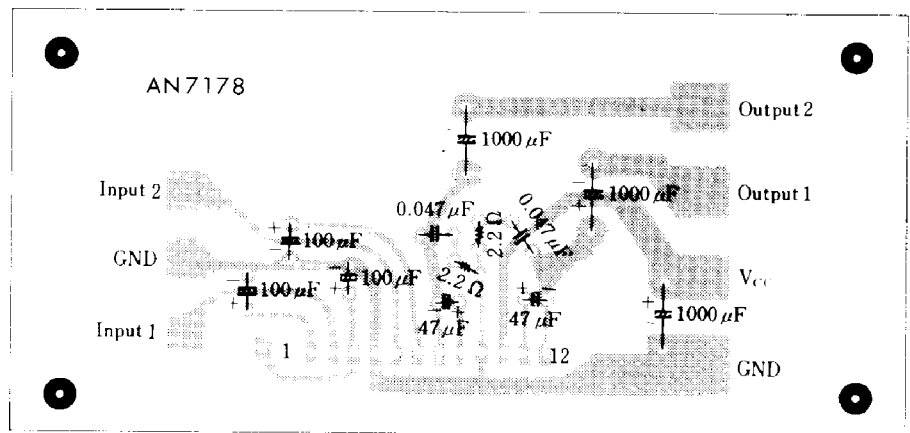 AN7178
Output 2
1000 µF
Input 2
1000 µF
Output 1
0.047 µF
2.2 Ω
0.047 µF
100 µF
GND
100 µF
2.2 Ω
VCC
100 µF
47 µF
47 µF
1000 µF
Input 1
1
12
GND